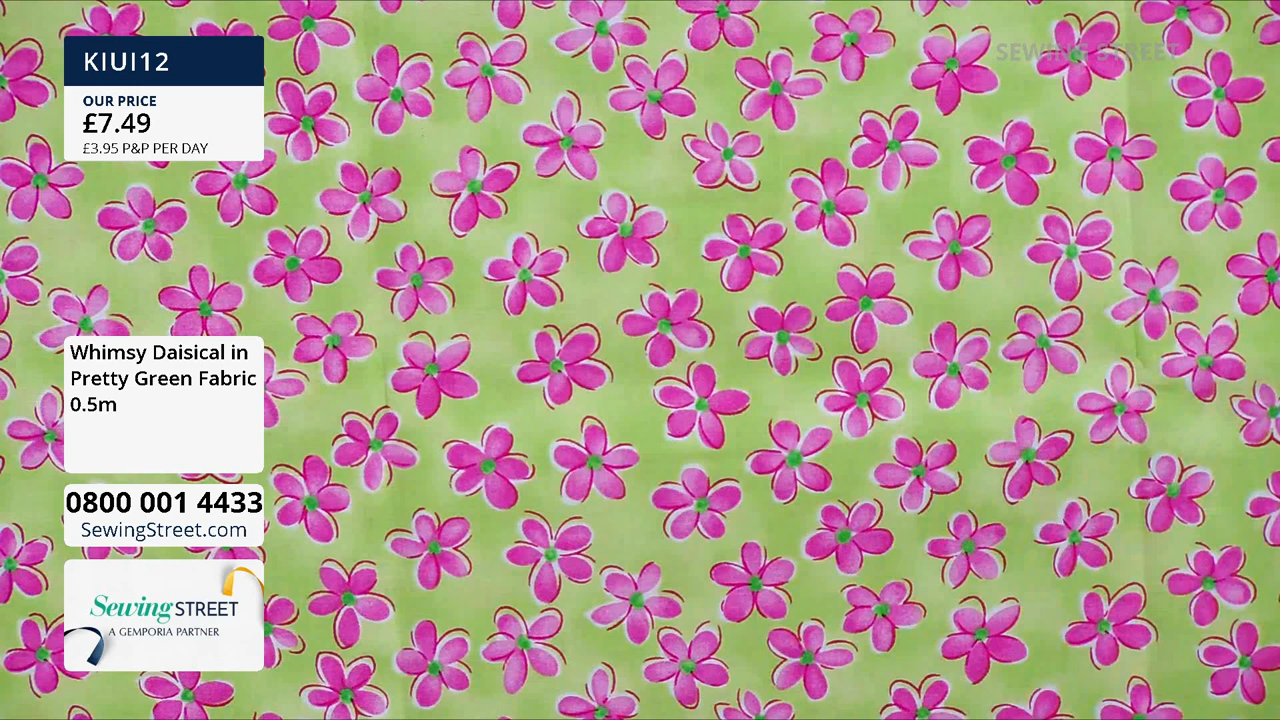 KIUI12
OUR PRICE
£7.49
£3.95 P&P PER DAY
SEWING STREET
Whimsy Daisical in
Pretty Green Fabric
0.5m
0800 001 4433
SewingStreet.com
Sewing STREET
A GEMPORIA PARTNER